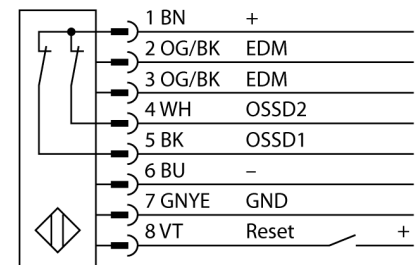 1 BN +
2 OG/BK EDM
3 OG/BK EDM
4 WH OSSD2
5 BK OSSD1
6 BU –
7 GNYE GND
8 VT Reset +